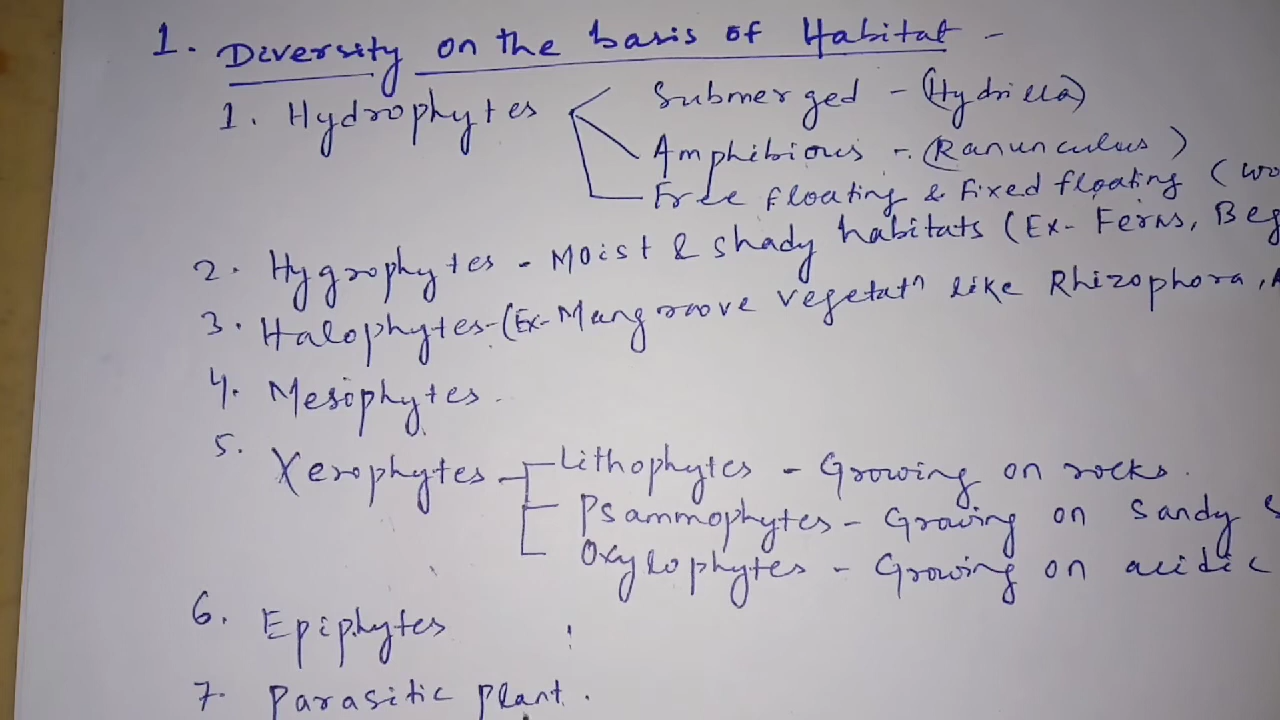 1. Diversity on the basis of Habitat -
1. Hydrophytes Submerged - (Hydrilla)
Amphibious - (Ranunculus)
Free floating & Fixed floating (wo
2. Hygrophytes - Moist & shady habitats (Ex- Ferns, Beg
3. Halophytes - (Ex- Mangroove vegetatn like Rhizophora, A
4. Mesophytes -
5. Xerophytes Lithophytes - Growing on rocks.
Psammophytes - Growing on Sandy S
Oxylophytes - Growing on acidic
6. Epiphytes
7. Parasitic Plant.